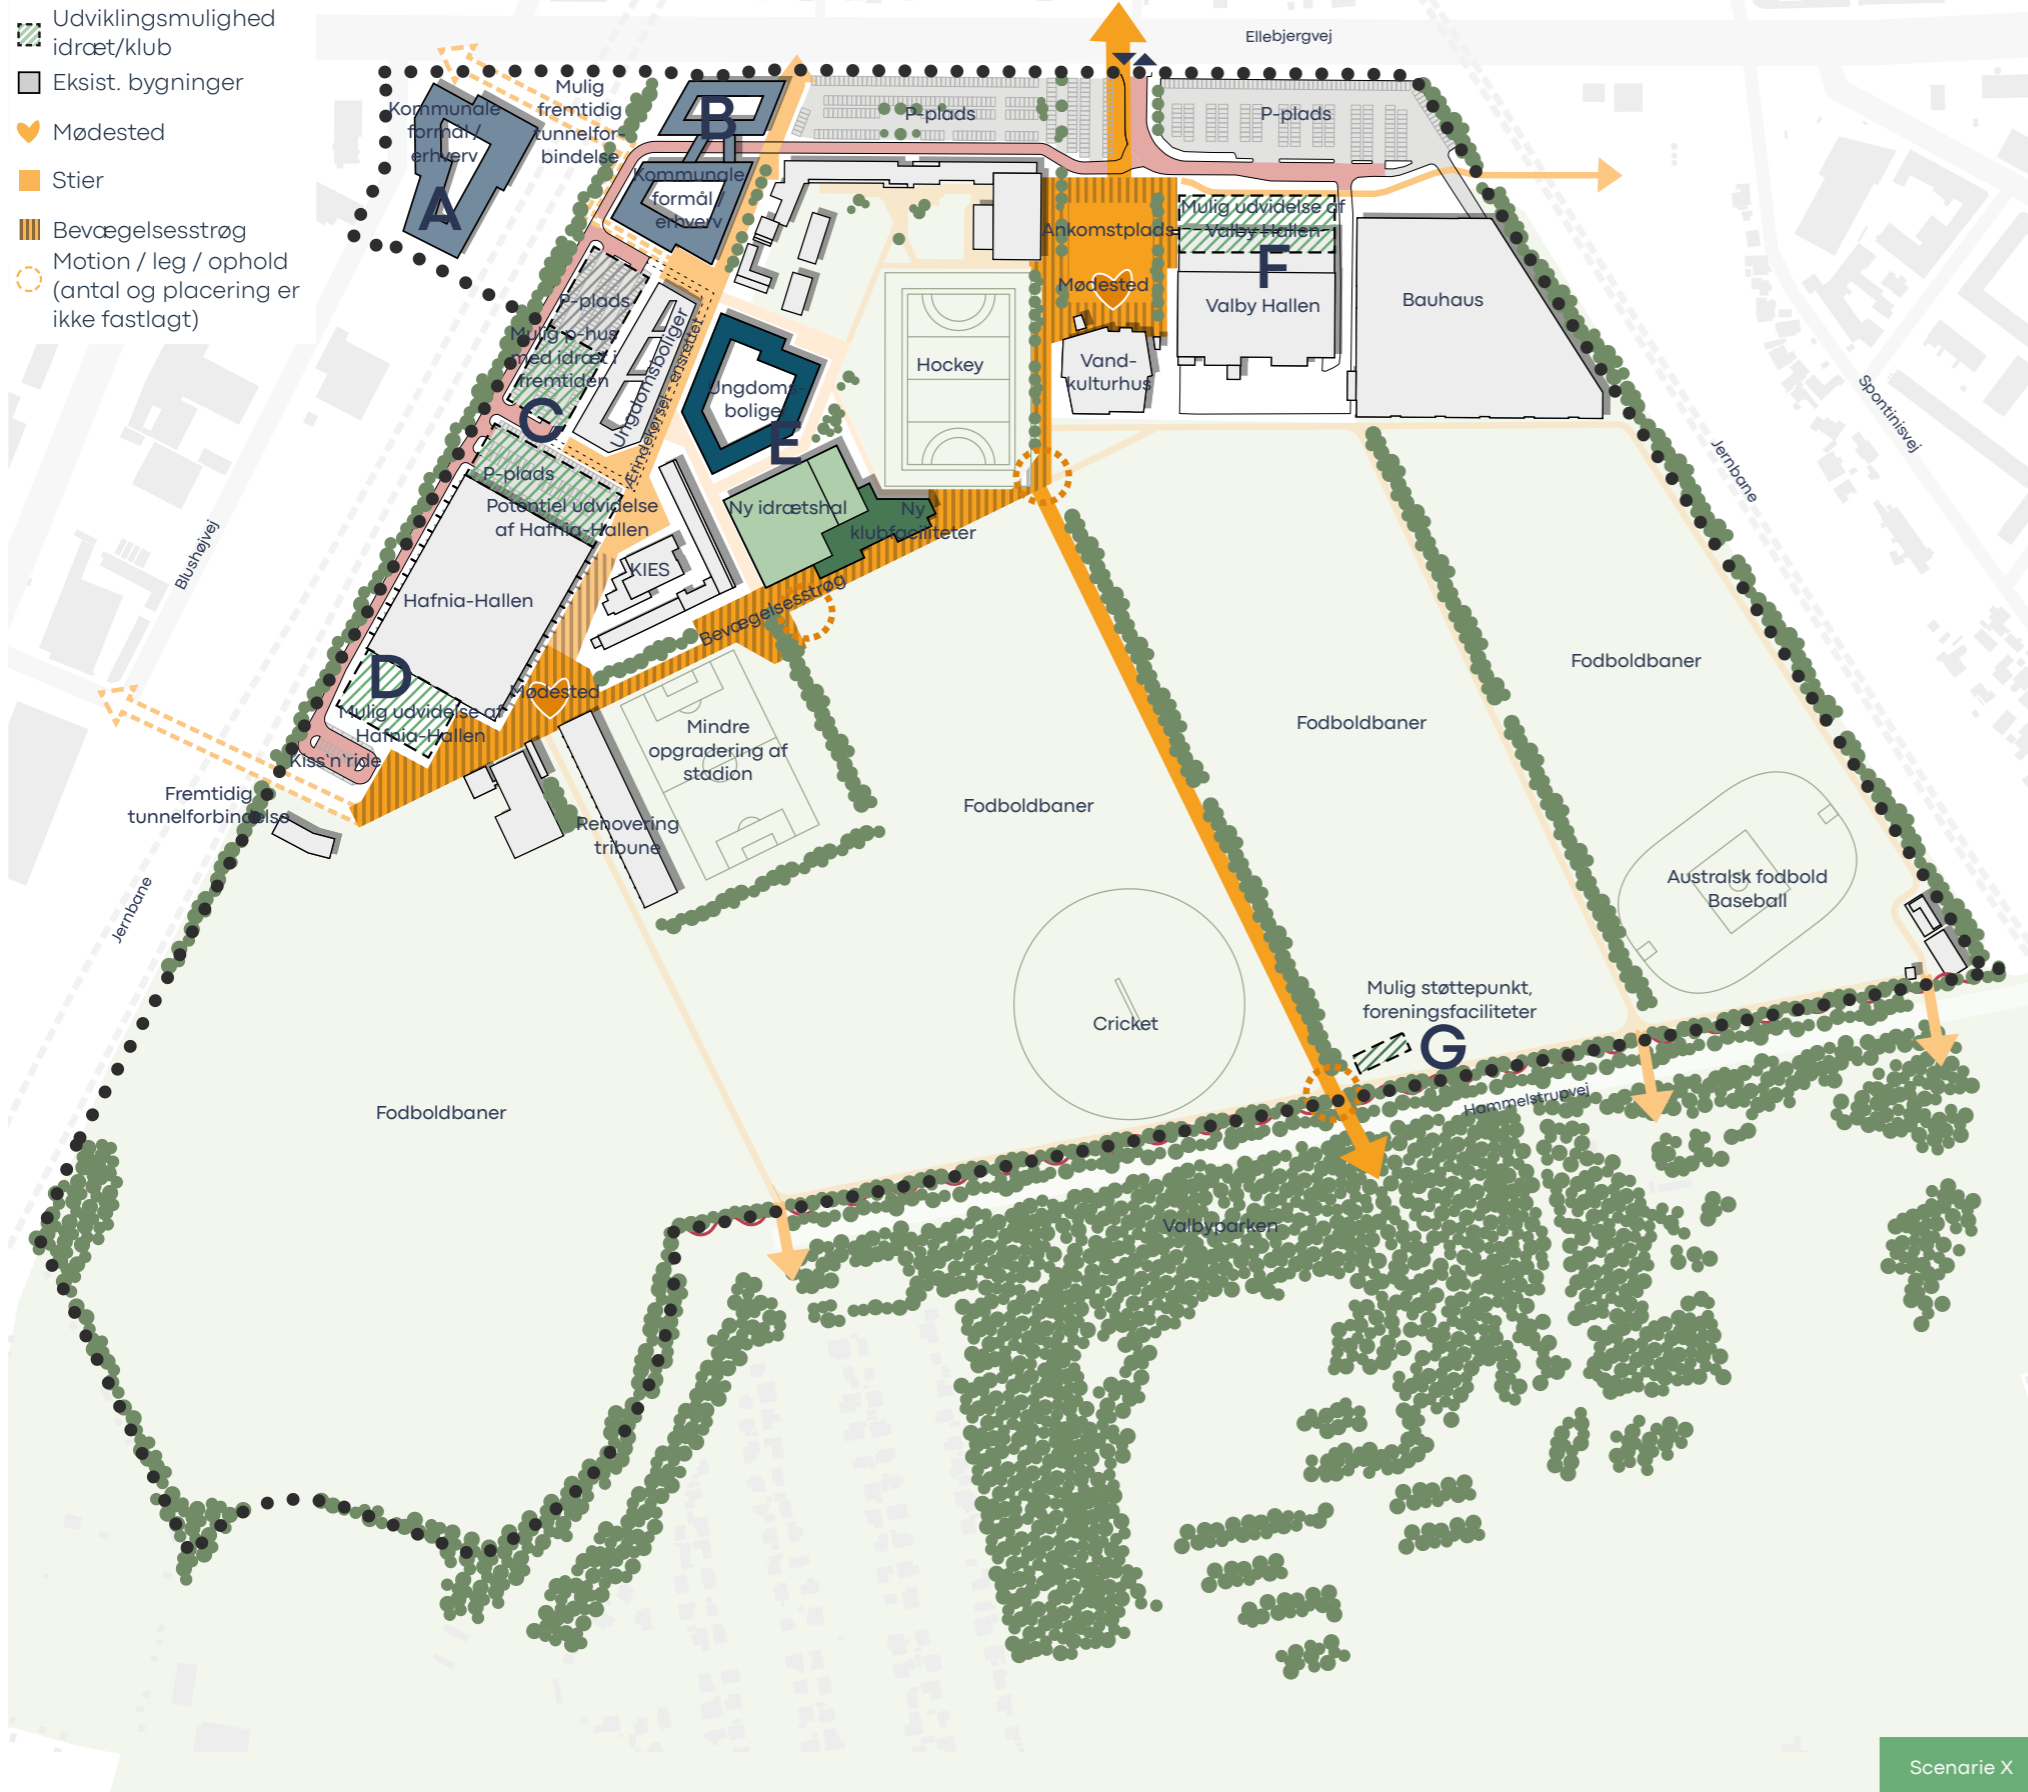 Udviklingsmulighed
idræt/klub
Eksist. bygninger
Mødested
Stier
Bevægelsesstrøg
Motion / leg / ophold
(antal og placering er
ikke fastlagt)
Ellebjergvej
Mulig
fremtidig
tunnelfor-
bindelse
Kommunale
formål /
erhverv
A
B
Kommunale
formål /
erhverv
P-plads
P-plads
Ankomstplads
Mødested
Mulig udvidelse af
Valby Hallen
F
Valby Hallen
Bauhaus
Vand-
kulturhus
Hockey
P-plads
Mulig p-hus
med idræt i
fremtiden
C
Ungdomsboliger
Ærindekørsel - ensrettet
Ungdoms-
boliger
E
P-plads
Potentiel udvidelse
af Hafnia-Hallen
Ny idrætshal
Ny
klubfaciliteter
KIES
Hafnia-Hallen
Bevægelsesstrøg
D
Mulig udvidelse af
Hafnia-Hallen
Mødested
Kiss'n'ride
Fremtidig
tunnelforbindelse
Blushøjvej
Jernbane
Jernbane
Spontinisvej
Mindre
opgradering af
stadion
Renovering
tribune
Fodboldbaner
Fodboldbaner
Fodboldbaner
Australsk fodbold
Baseball
Cricket
Mulig støttepunkt,
foreningsfaciliteter
G
Hammelstrupvej
Fodboldbaner
Valbyparken
Scenarie X